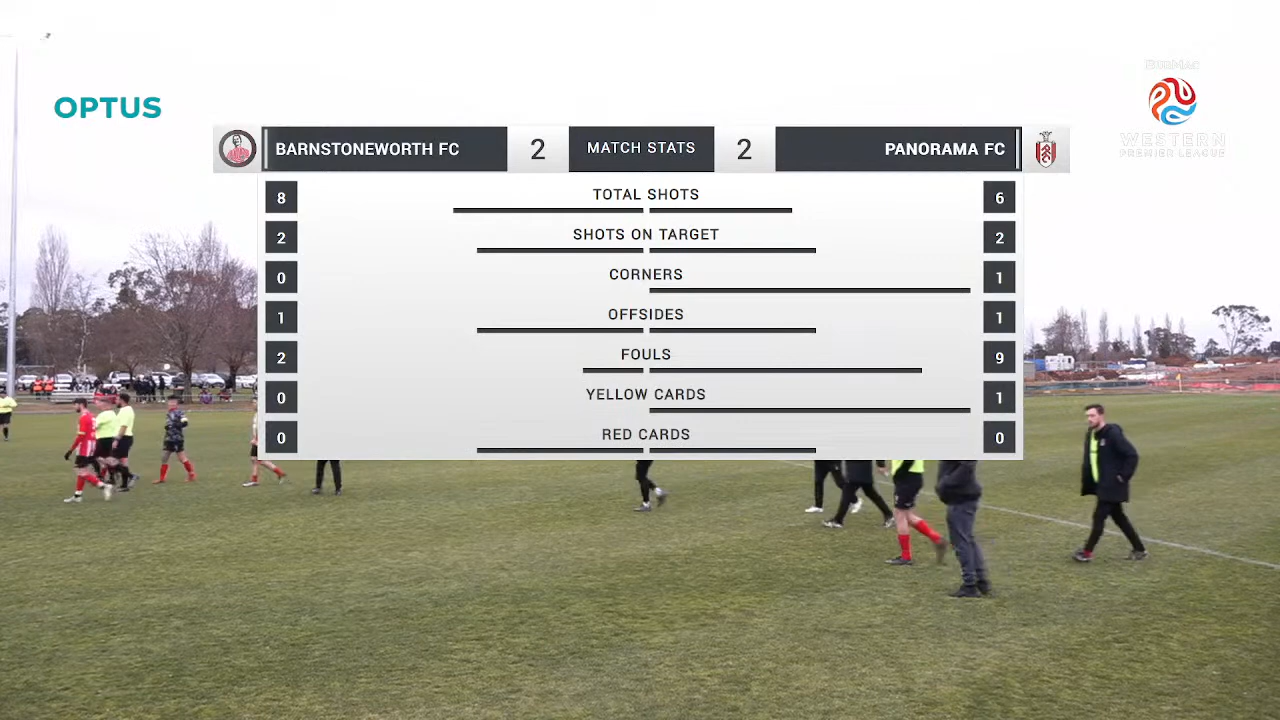 OPTUS
BARNSTONEWORTH FC 2 MATCH STATS 2 PANORAMA FC
8 TOTAL SHOTS 6
2 SHOTS ON TARGET 2
0 CORNERS 1
1 OFFSIDES 1
2 FOULS 9
0 YELLOW CARDS 1
0 RED CARDS 0
WESTERN
PREMIER LEAGUE